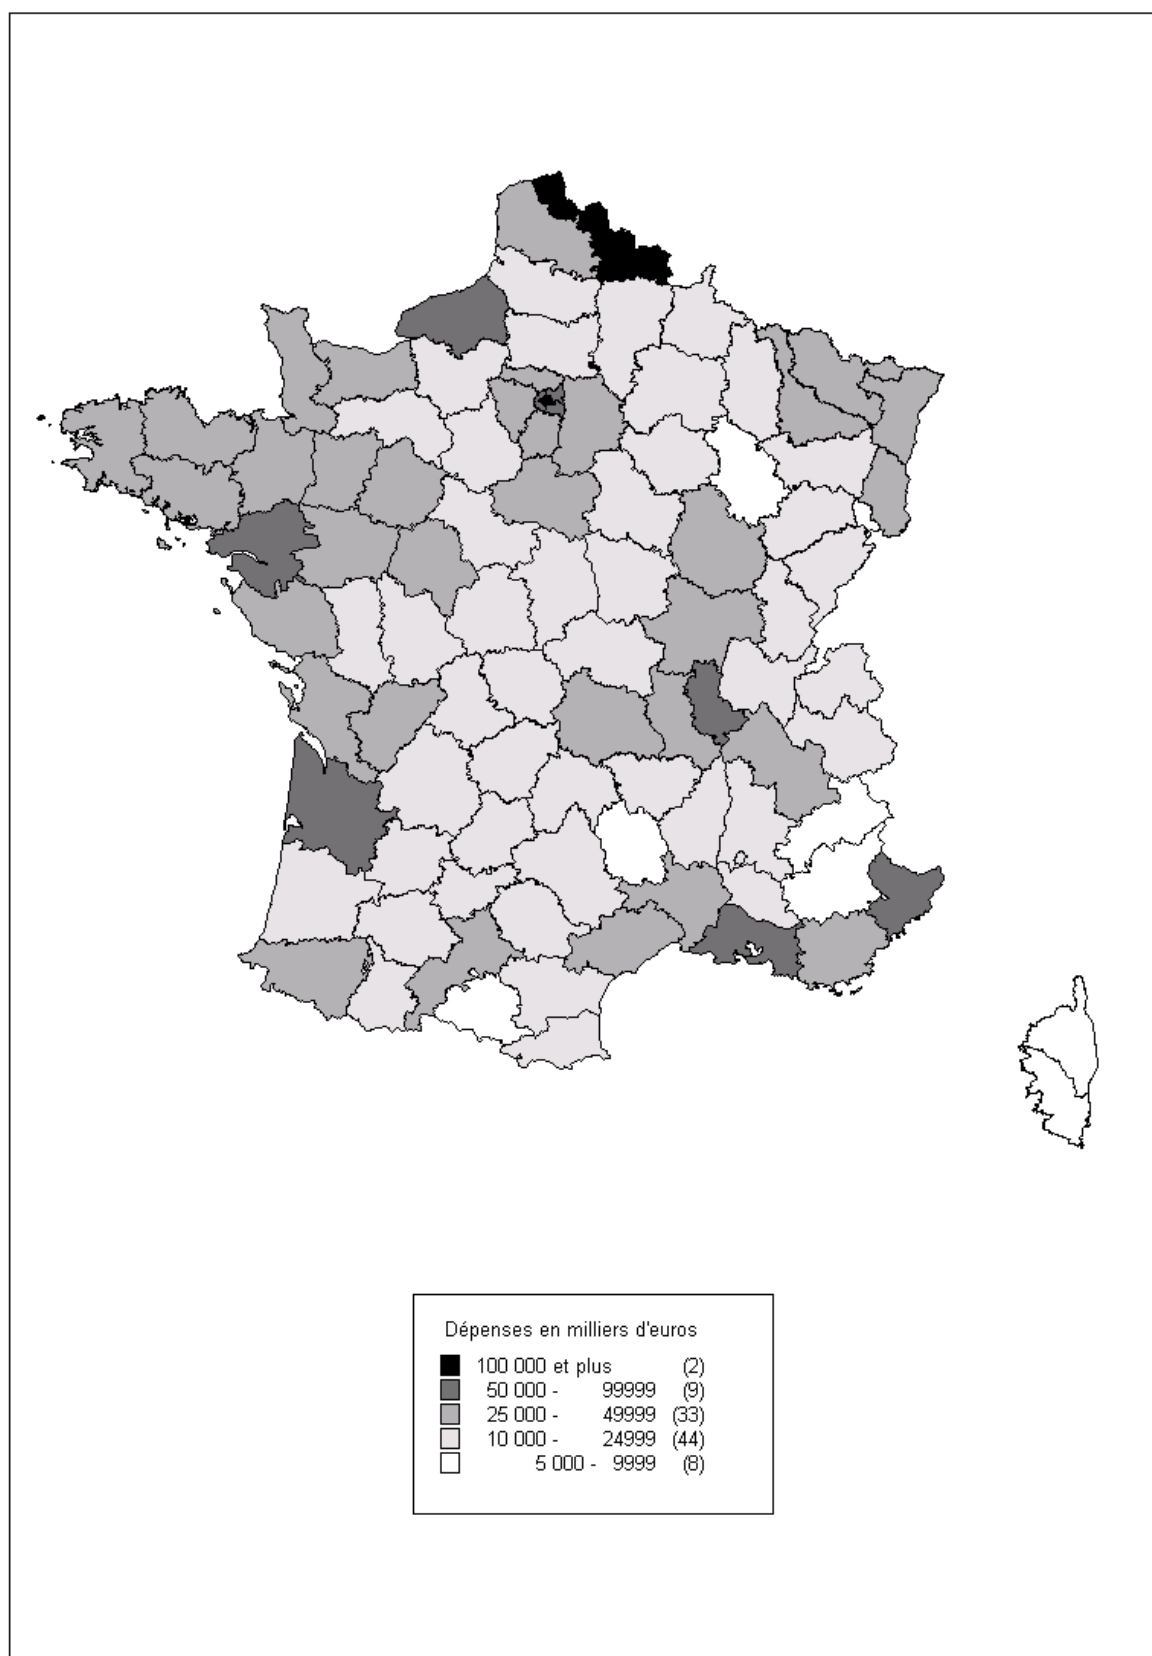 Dépenses en milliers d'euros
100 000 et plus (2)
50 000 - 99999 (9)
25 000 - 49999 (33)
10 000 - 24999 (44)
5 000 - 9999 (8)